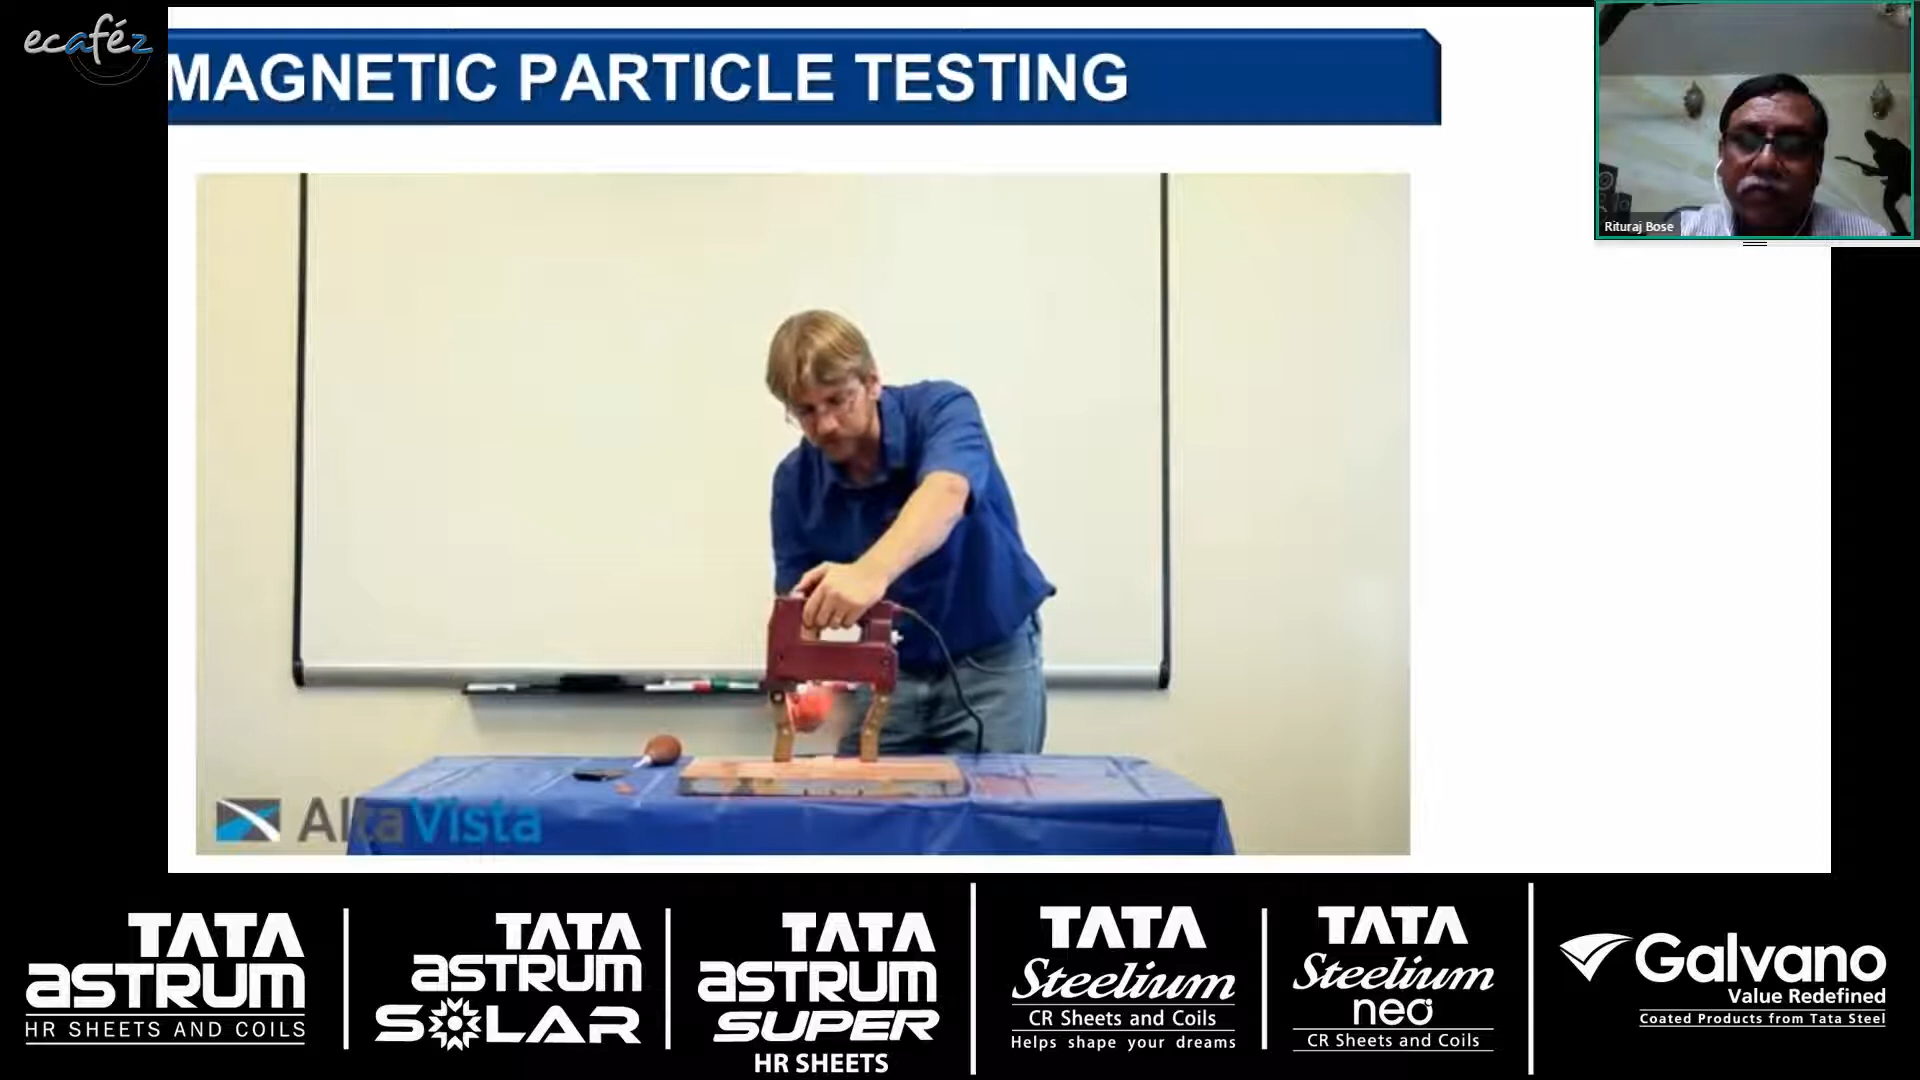 ecaféz
MAGNETIC PARTICLE TESTING
Rituraj Bose
AltaVista
TATA
ASTRUM
HR SHEETS AND COILS
TATA
ASTRUM
SOLAR
TATA
ASTRUM
SUPER
HR SHEETS
TATA
Steelium
CR Sheets and Coils
Helps shape your dreams
TATA
Steelium
neo
CR Sheets and Coils
Galvano
Value Redefined
Coated Products from Tata Steel